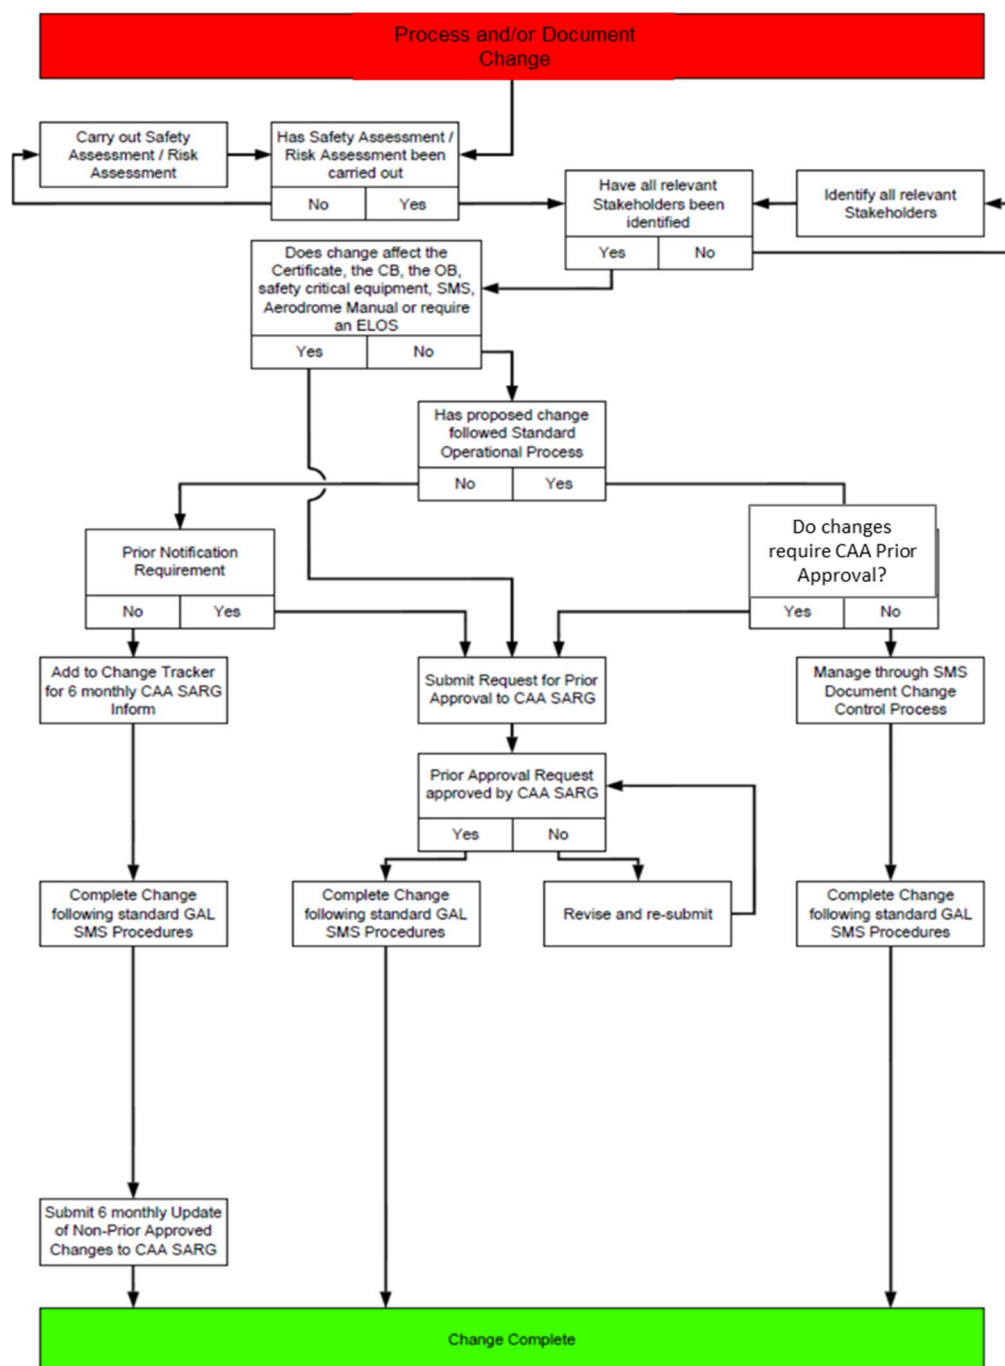 Process and/or Document
Change
Carry out Safety
Assessment / Risk
Assessment
Has Safety Assessment /
Risk Assessment been
carried out
No
Yes
Have all relevant
Stakeholders been
identified
Yes
No
Identify all relevant
Stakeholders
Does change affect the
Certificate, the CB, the OB,
safety critical equipment, SMS,
Aerodrome Manual or require
an ELOS
Yes
No
Has proposed change
followed Standard
Operational Process
No
Yes
Prior Notification
Requirement
No
Yes
Do changes
require CAA Prior
Approval?
Yes
No
Add to Change Tracker
for 6 monthly CAA SARG
Inform
Submit Request for Prior
Approval to CAA SARG
Manage through SMS
Document Change
Control Process
Prior Approval Request
approved by CAA SARG
Yes
No
Complete Change
following standard GAL
SMS Procedures
Complete Change
following standard GAL
SMS Procedures
Revise and re-submit
Complete Change
following standard GAL
SMS Procedures
Submit 6 monthly Update
of Non-Prior Approved
Changes to CAA SARG
Change Complete